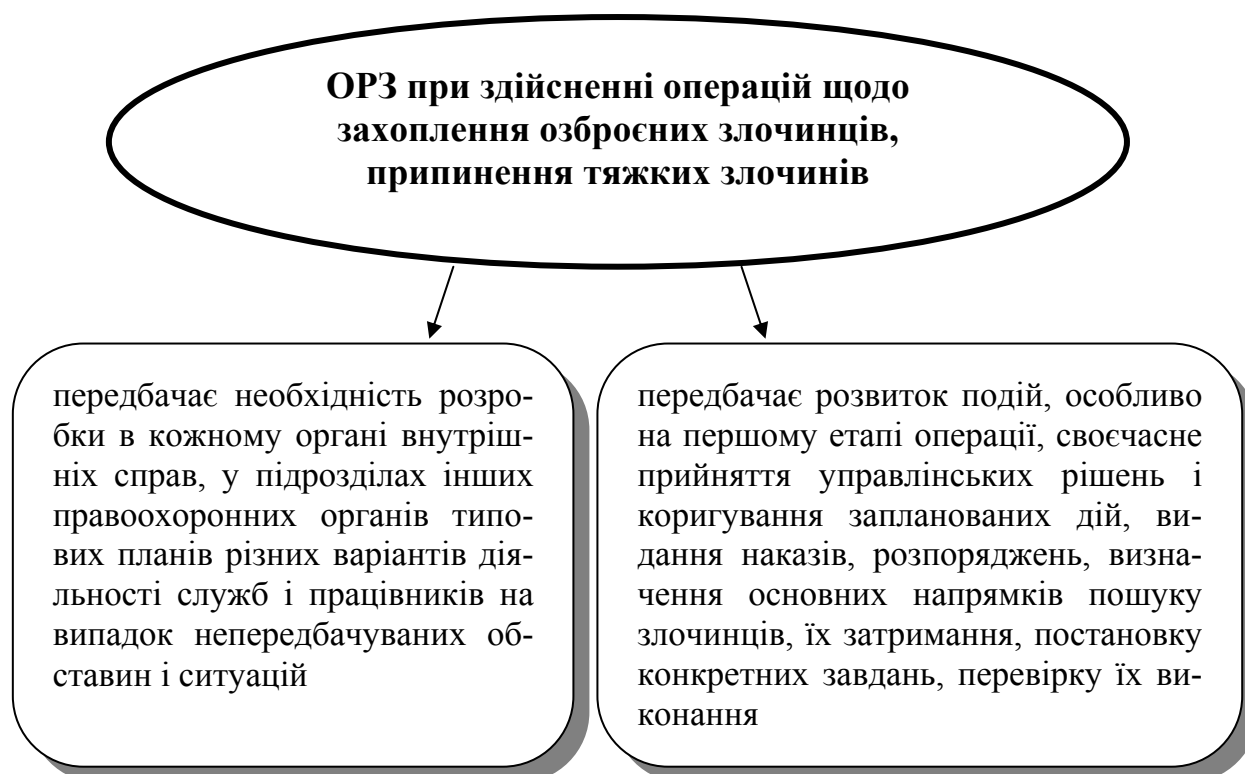 ОРЗ при здійсненні операцій щодо
захоплення озброєних злочинців,
припинення тяжких злочинів
передбачає необхідність розро-
бки в кожному органі внутріш-
ніх справ, у підрозділах інших
правоохоронних органів типо-
вих планів різних варіантів дія-
льності служб і працівників на
випадок непередбачуваних об-
ставин і ситуацій
передбачає розвиток подій, особливо
на першому етапі операції, своєчасне
прийняття управлінських рішень і
коригування запланованих дій, ви-
дання наказів, розпоряджень, визна-
чення основних напрямків пошуку
злочинців, їх затримання, постановку
конкретних завдань, перевірку їх ви-
конання